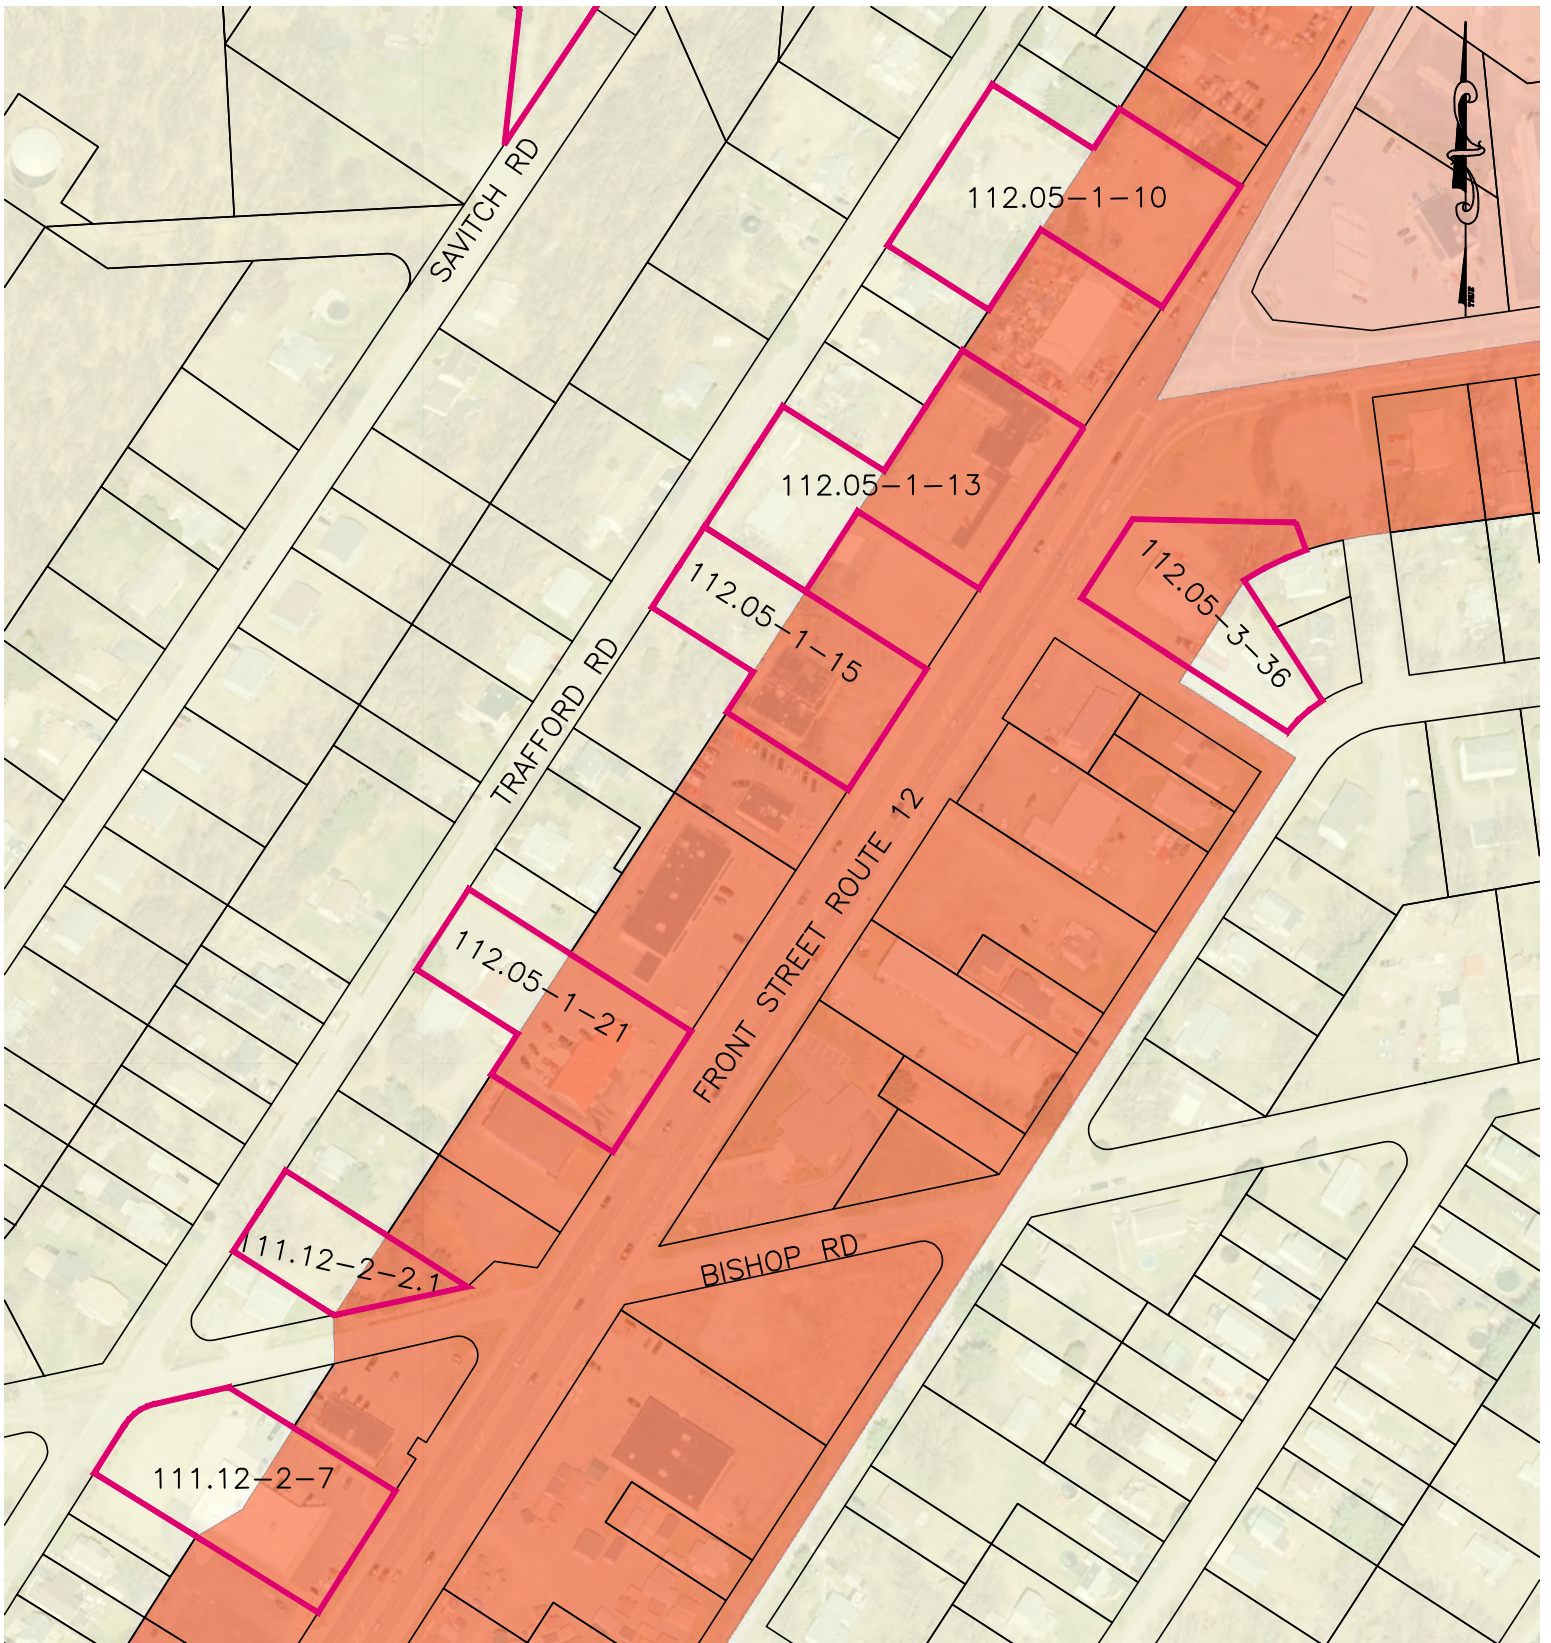 SAVITCH RD
112.05-1-10
112.05-1-13
112.05-3-36
112.05-1-15
TRAFFORD RD
FRONT STREET ROUTE 12
112.05-1-21
111.12-2-2.1
BISHOP RD
111.12-2-7